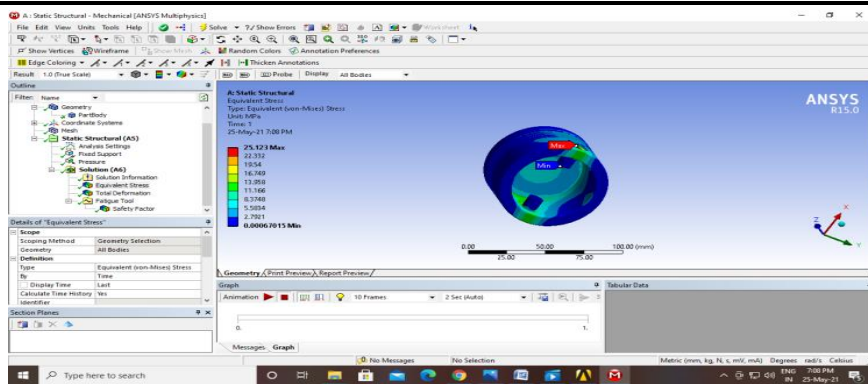 A : Static Structural - Mechanical [ANSYS Multiphysics]
File Edit View Units Tools Help Solve ?/ Show Errors Worksheet
Show Vertices Wireframe Show Mesh Random Colors Annotation Preferences
Edge Coloring Thicken Annotations
Result 1.0 (True Scale) Probe Display All Bodies
Outline
Filter: Name
Geometry
PartBody
Coordinate Systems
Mesh
Static Structural (A5)
Analysis Settings
Fixed Support
Pressure
Solution (A6)
Solution Information
Equivalent Stress
Total Deformation
Fatigue Tool
Safety Factor
Details of "Equivalent Stress"
Scope
Scoping Method Geometry Selection
Geometry All Bodies
Definition
Type Equivalent (von-Mises) Stress
By Time
Display Time Last
Calculate Time History Yes
Identifier
Section Planes
A: Static Structural
Equivalent Stress
Type: Equivalent (von-Mises) Stress
Unit: MPa
Time: 1
25-May-21 7:00 PM
25.123 Max
22.332
19.54
16.749
13.958
11.166
8.3748
5.5834
2.7921
0.00067015 Min
Max
Min
ANSYS
R15.0
0.00 50.00 100.00 (mm)
25.00 75.00
X
Y
Z
Geometry Print Preview Report Preview
Graph
Animation 10 Frames 2 Sec (Auto)
0. 1.
Messages Graph
Tabular Data
No Messages No Selection Metric (mm, kg, N, s, mV, mA) Degrees rad/s Celsius
Type here to search
ENG 7:00 PM
IN 25-May-21